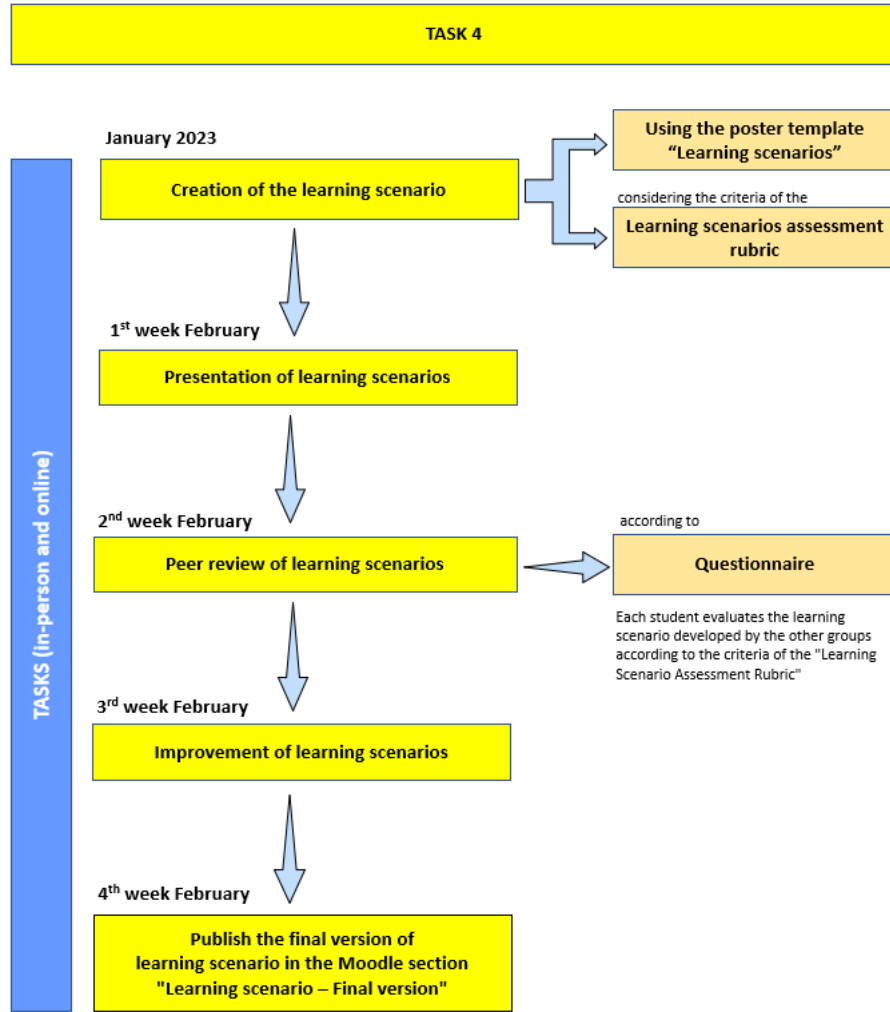 TASK 4
January 2023
Using the poster template
“Learning scenarios”
Creation of the learning scenario
considering the criteria of the
Learning scenarios assessment
rubric
1st week February
Presentation of learning scenarios
2nd week February
according to
Peer review of learning scenarios
Questionnaire
Each student evaluates the learning
scenario developed by the other groups
according to the criteria of the "Learning
Scenario Assessment Rubric"
TASKS (in-person and online)
3rd week February
Improvement of learning scenarios
4th week February
Publish the final version of
learning scenario in the Moodle section
"Learning scenario – Final version"